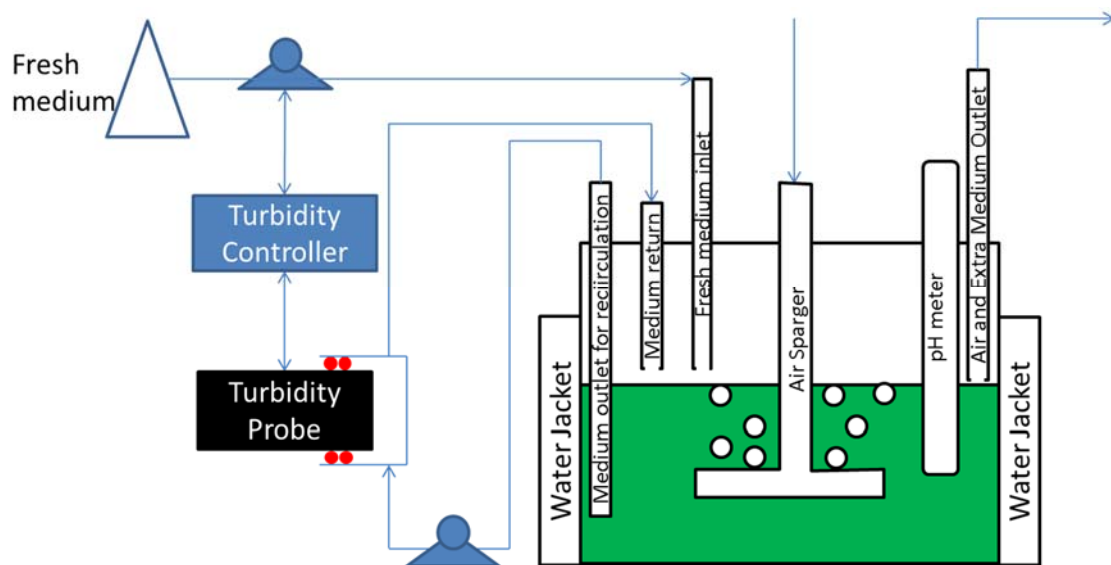 Fresh
medium
Turbidity
Controller
Turbidity
Probe
Medium outlet for recirulation
Medium return
Fresh medium inlet
Air Sparger
pH meter
Air and Extra Medium Outlet
Water Jacket
Water Jacket